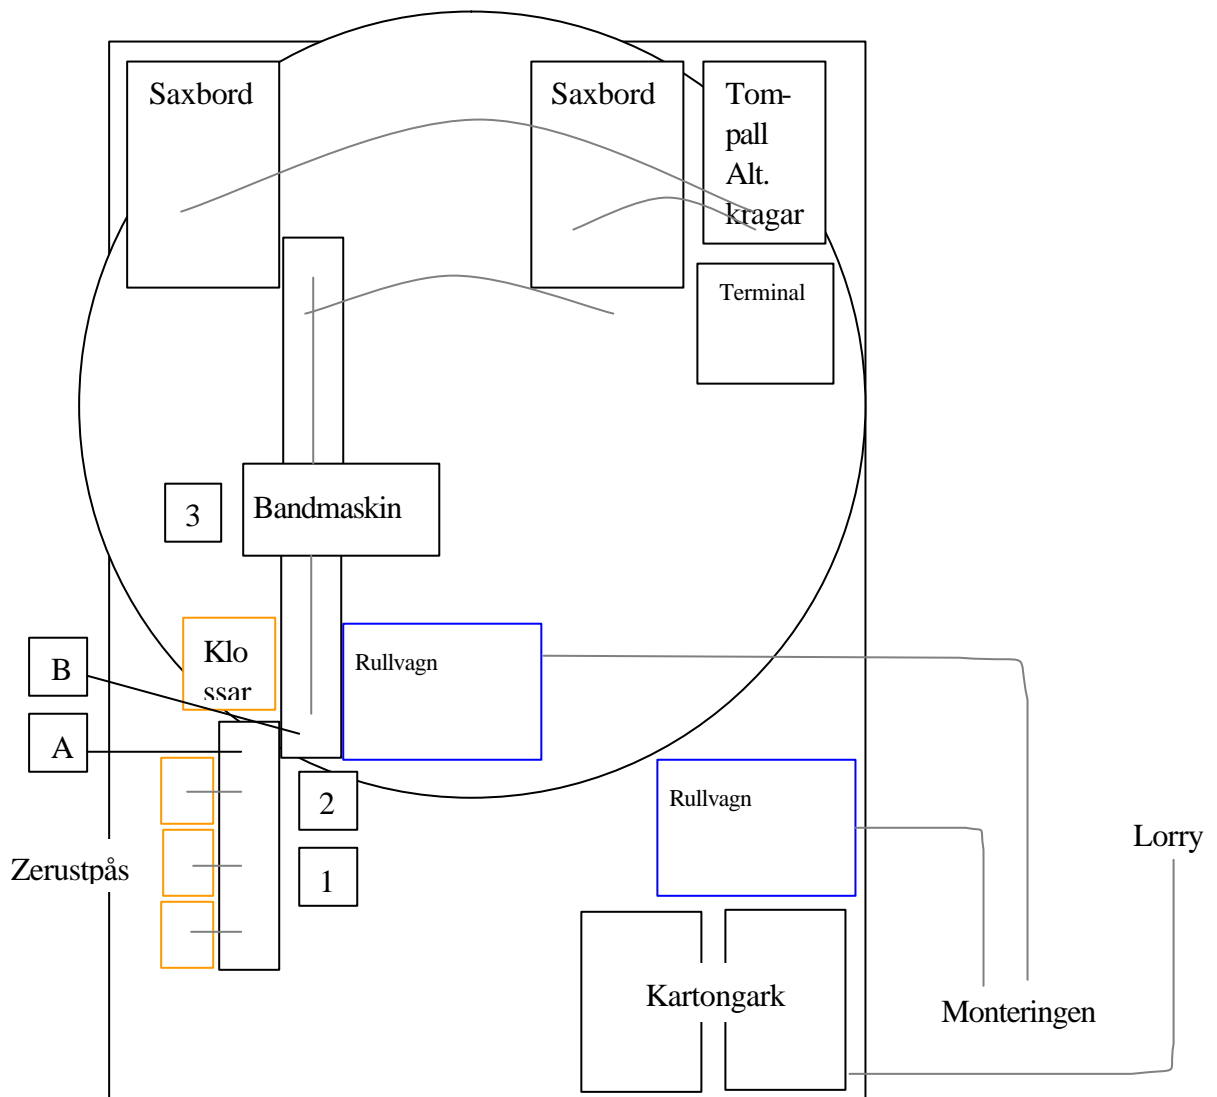 Saxbord
Saxbord
Tom-
pall
Alt.
kragar
Terminal
3
Bandmaskin
Klo
ssar
B
Rullvagn
A
2
Rullvagn
Lorry
Zerustpås
1
Kartongark
Monteringen